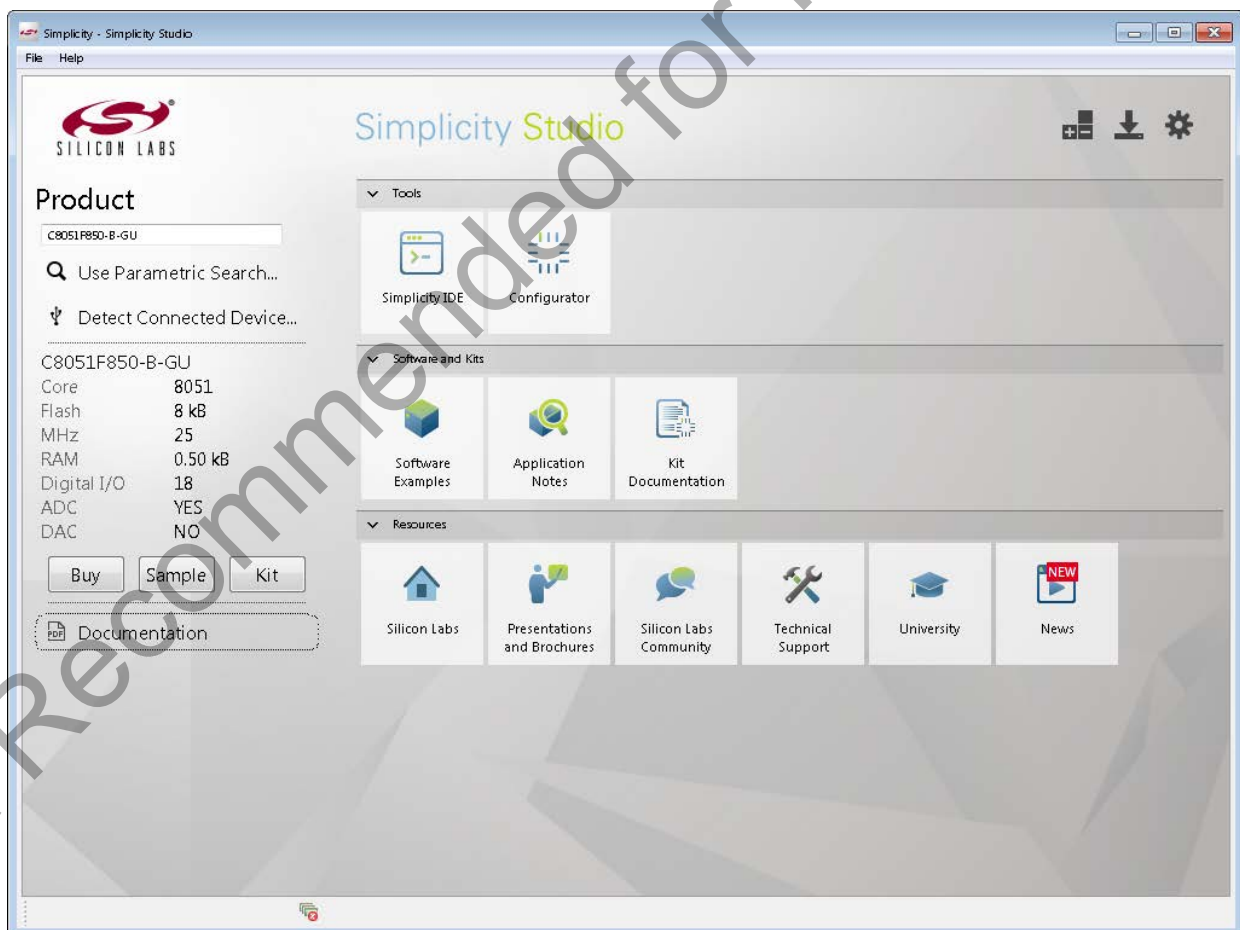 Simplicity - Simplicity Studio
File Help
SILICON LABS
Simplicity Studio
Product
C8051F850-B-GU
Use Parametric Search...
Detect Connected Device...
C8051F850-B-GU
Core 8051
Flash 8 kB
MHz 25
RAM 0.50 kB
Digital I/O 18
ADC YES
DAC NO
Buy Sample Kit
PDF Documentation
Tools
Simplicity IDE
Configurator
Software and Kits
Software
Examples
Application
Notes
Kit
Documentation
Resources
Silicon Labs
Presentations
and Brochures
Silicon Labs
Community
Technical
Support
University
NEW
News
Recommended for